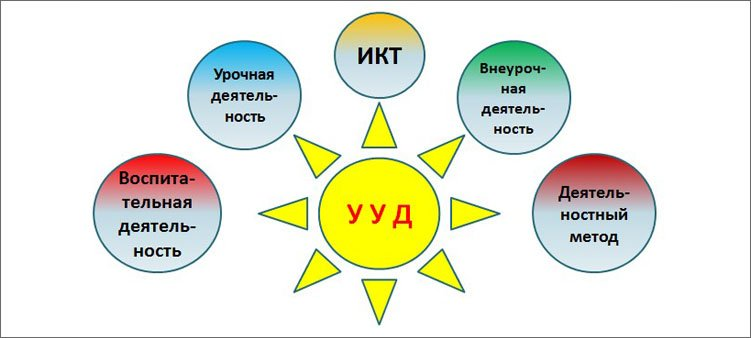 ИКТ
Урочная
деятель-
ность
Внеуроч-
ная
деятель-
ность
Воспита-
тельная
деятель-
ность
У У Д
Деятель-
ностный
метод